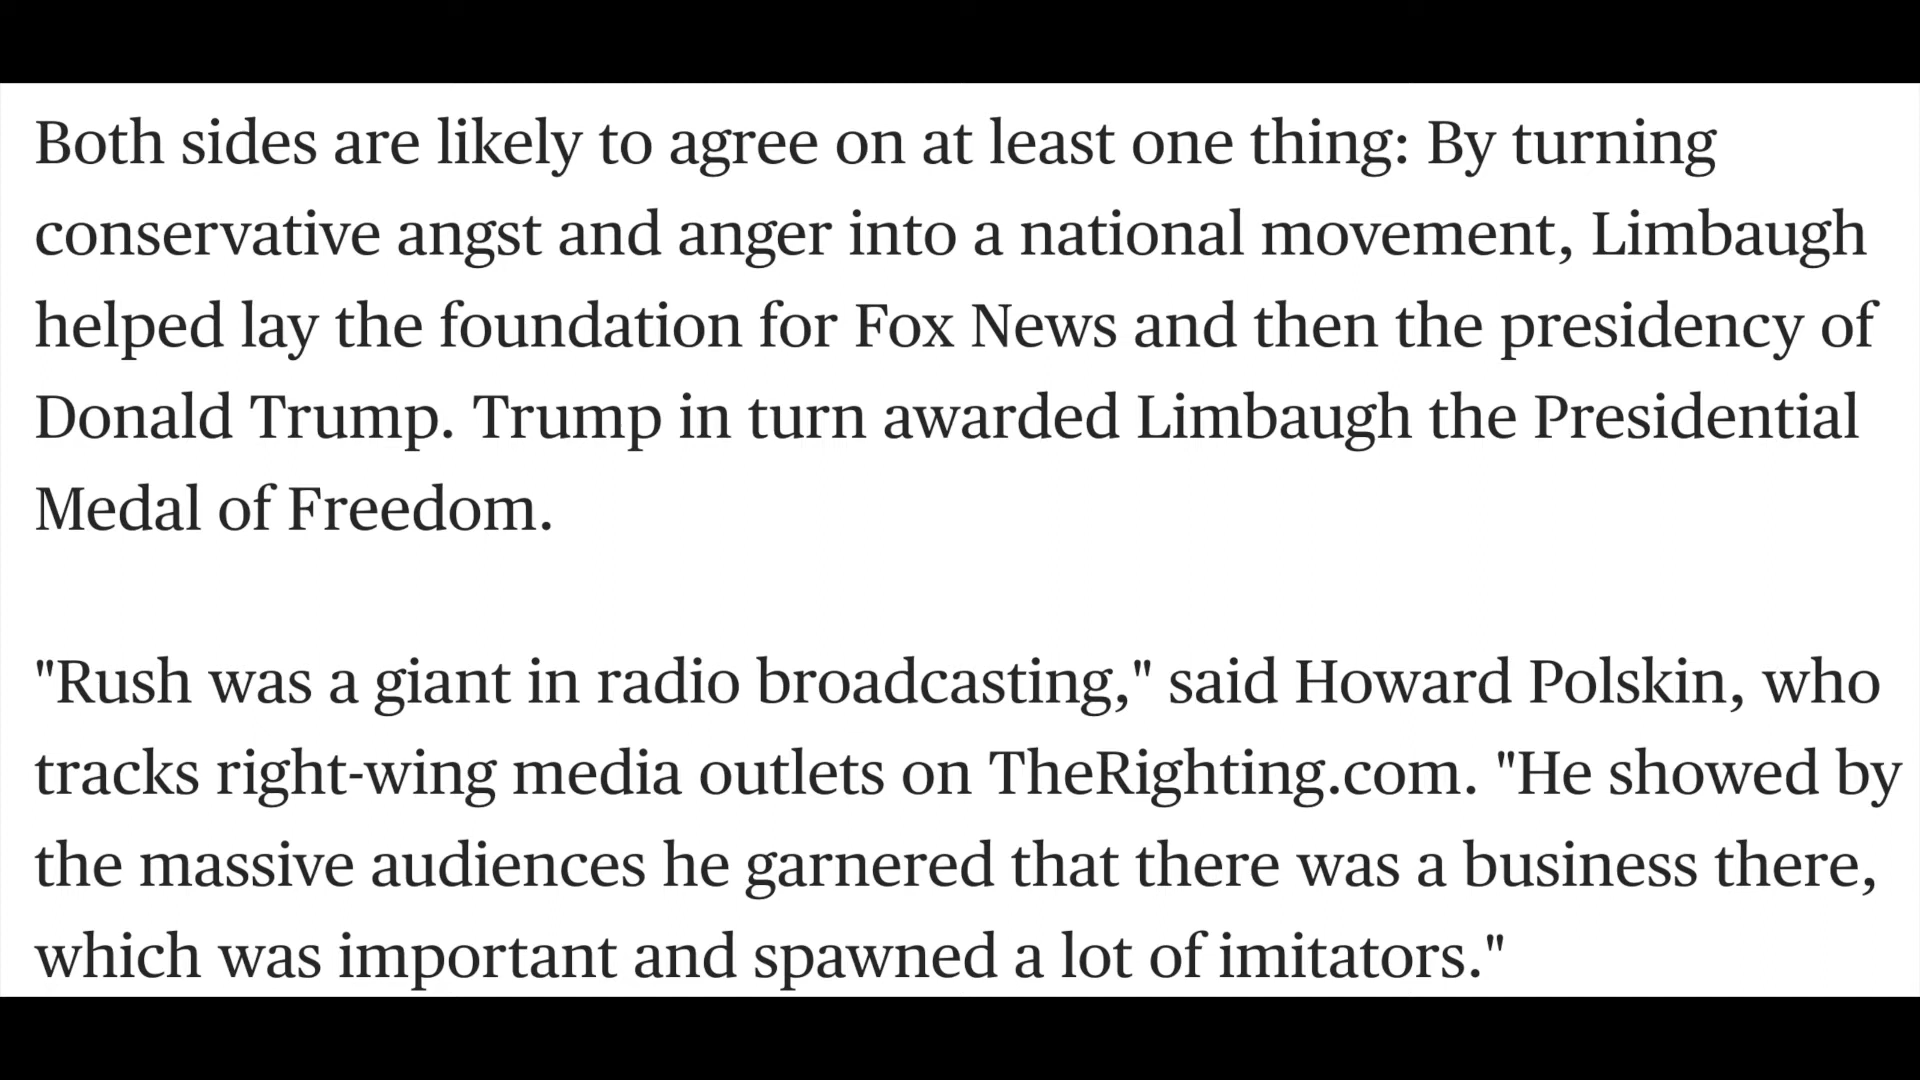 Both sides are likely to agree on at least one thing: By turning
conservative angst and anger into a national movement, Limbaugh
helped lay the foundation for Fox News and then the presidency of
Donald Trump. Trump in turn awarded Limbaugh the Presidential
Medal of Freedom.
"Rush was a giant in radio broadcasting," said Howard Polskin, who
tracks right-wing media outlets on TheRighting.com. "He showed by
the massive audiences he garnered that there was a business there,
which was important and spawned a lot of imitators."